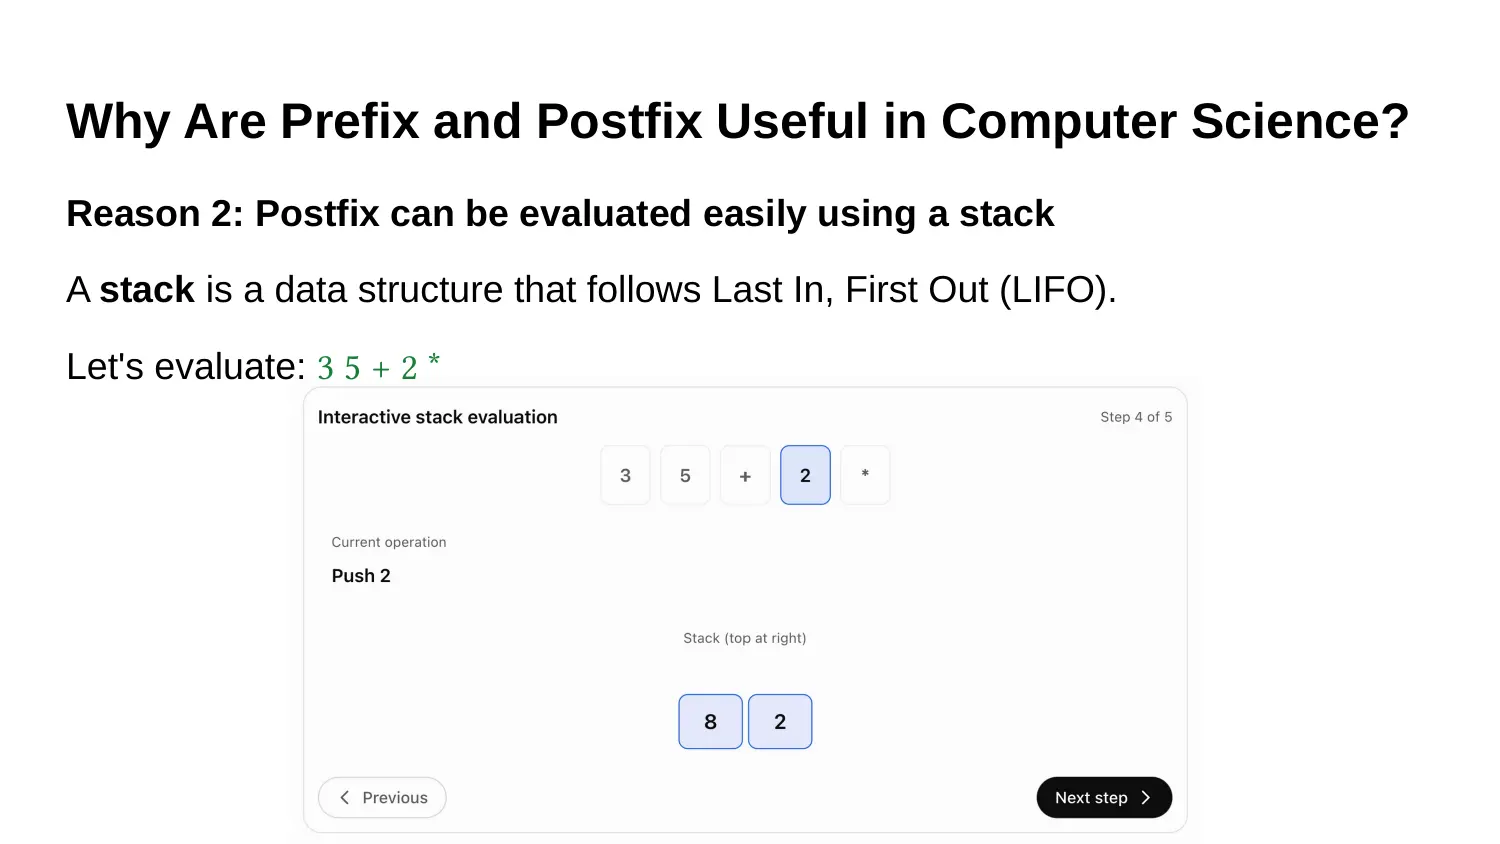 Why Are Prefix and Postfix Useful in Computer Science?
Reason 2: Postfix can be evaluated easily using a stack
A stack is a data structure that follows Last In, First Out (LIFO).
Let's evaluate: 3 5 + 2 *
Interactive stack evaluation
Step 4 of 5
3 5 + 2 *
Current operation
Push 2
Stack (top at right)
8 2
Previous
Next step